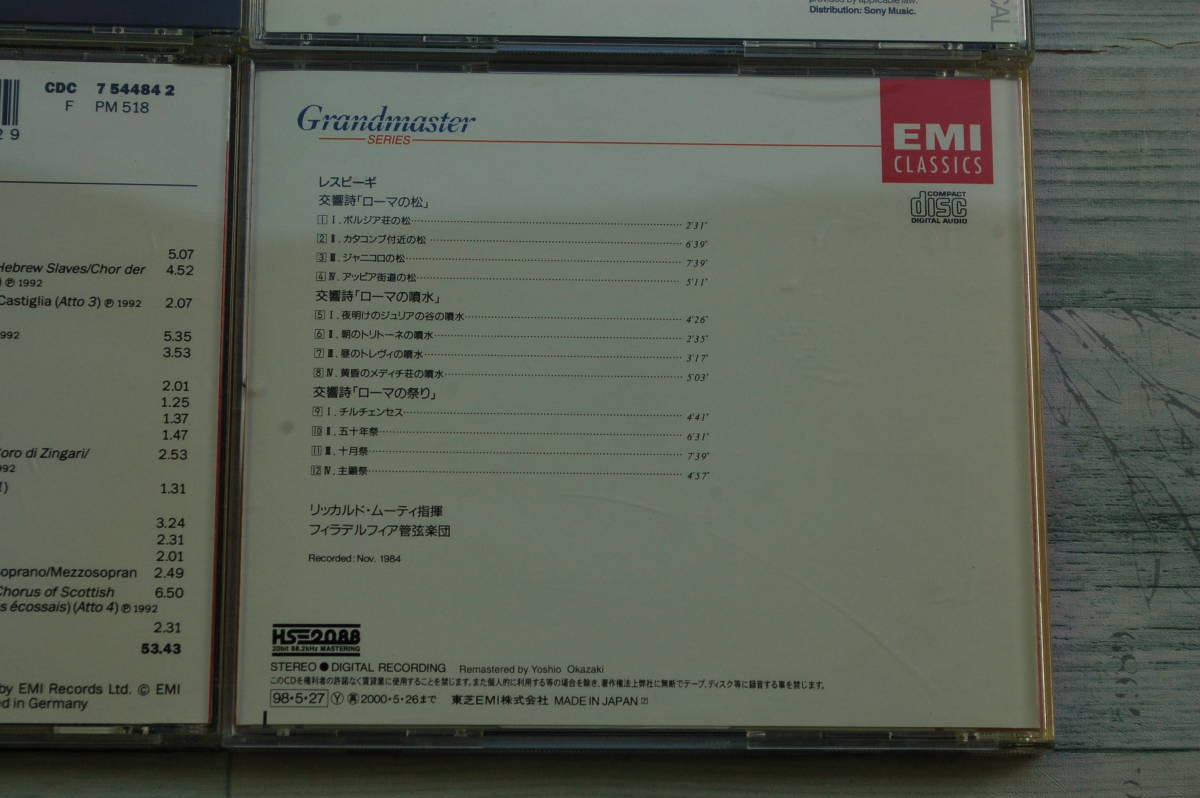 provided by applicable law.
Distribution: Sony Music.
CDC 7 54484 2
F PM 518
2 9
5.07
Hebrew Slaves/Chor der 4.52
) ℗ 1992
Castiglia (Atto 3) ℗ 1992 2.07
1992
5.35
3.53
2.01
1.25
1.37
1.47
oro di Zingari/ 2.53
992
1.31
3.24
2.31
2.01
soprano/Mezzosopran 2.49
Chorus of Scottish 6.50
s écossais) (Atto 4) ℗ 1992
2.31
53.43
by EMI Records Ltd. © EMI
ed in Germany
Grandmaster
SERIES
EMI
CLASSICS
COMPACT
disc
DIGITAL AUDIO
レスピーギ
交響詩「ローマの松」
1 I. ボルジア荘の松 2'31"
2 II. カタコンブ付近の松 6'39"
3 III. ジャニコロの松 7'39"
4 IV. アッピア街道の松 5'11"
交響詩「ローマの噴水」
5 I. 夜明けのジュリアの谷の噴水 4'26"
6 II. 朝のトリトーネの噴水 2'35"
7 III. 昼のトレヴィの噴水 3'17"
8 IV. 黄昏のメディチ荘の噴水 5'03"
交響詩「ローマの祭り」
9 I. チルチェンセス 4'41"
10 II. 五十年祭 6'31"
11 III. 十月祭 7'39"
12 IV. 主顕祭 4'57"
リッカルド・ムーティ指揮
フィラデルフィア管弦楽団
Recorded: Nov. 1984
HS-2088
20bit 88.2kHz MASTERING
STEREO ● DIGITAL RECORDING Remastered by Yoshio Okazaki
このCDを権利者の許諾なく賃貸業に使用することを禁じます。また個人的に利用する等の場合を除き、著作権法上弊社に無断でテープ、ディスク等に録音する事を禁じます。
98・5・27 Ⓨ 再 2000・5・26まで 東芝EMI株式会社 MADE IN JAPAN